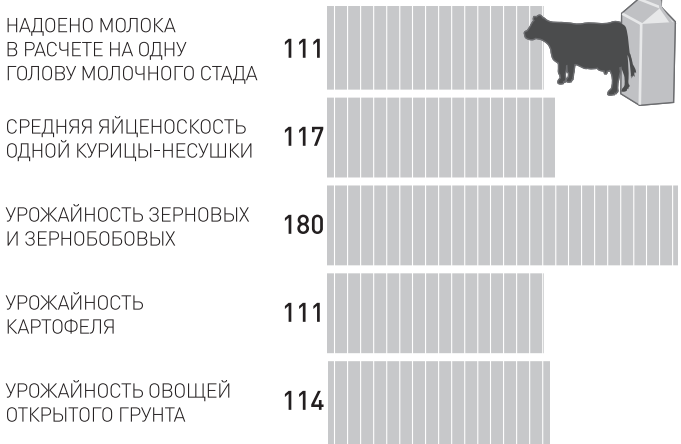 НАДОЕНО МОЛОКА
В РАСЧЕТЕ НА ОДНУ
ГОЛОВУ МОЛОЧНОГО СТАДА
111
СРЕДНЯЯ ЯЙЦЕНОСКОСТЬ
ОДНОЙ КУРИЦЫ-НЕСУШКИ
117
УРОЖАЙНОСТЬ ЗЕРНОВЫХ
И ЗЕРНОБОБОВЫХ
180
УРОЖАЙНОСТЬ
КАРТОФЕЛЯ
111
УРОЖАЙНОСТЬ ОВОЩЕЙ
ОТКРЫТОГО ГРУНТА
114